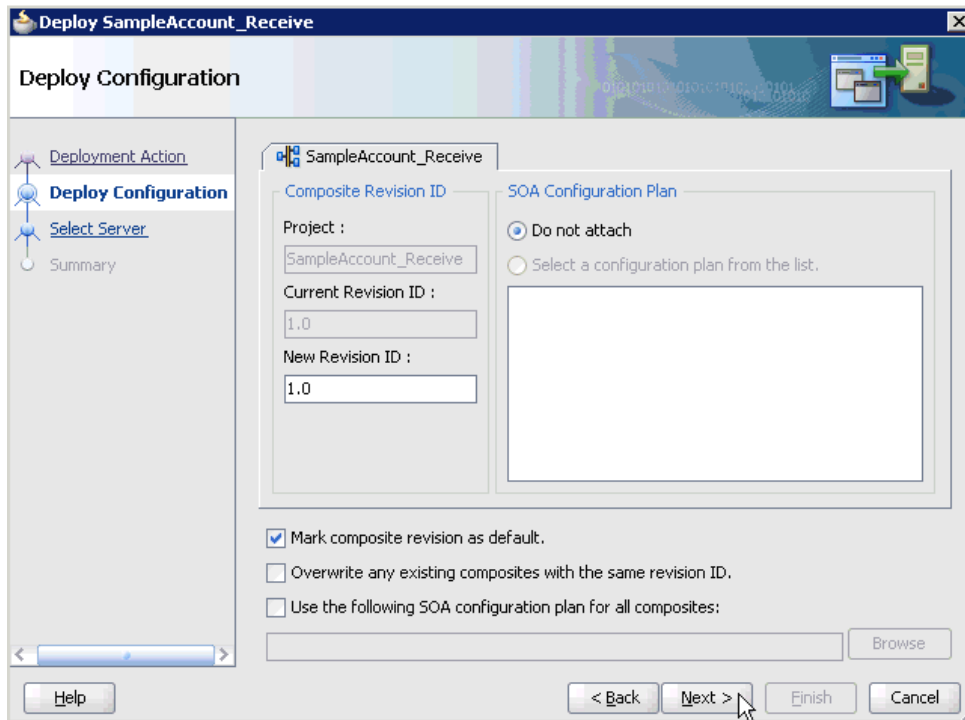 Deploy SampleAccount_Receive
Deploy Configuration
Deployment Action
Deploy Configuration
Select Server
Summary
SampleAccount_Receive
Composite Revision ID
Project :
SampleAccount_Receive
Current Revision ID :
1.0
New Revision ID :
1.0
SOA Configuration Plan
Do not attach
Select a configuration plan from the list.
Mark composite revision as default.
Overwrite any existing composites with the same revision ID.
Use the following SOA configuration plan for all composites:
Browse
Help
< Back
Next >
Finish
Cancel